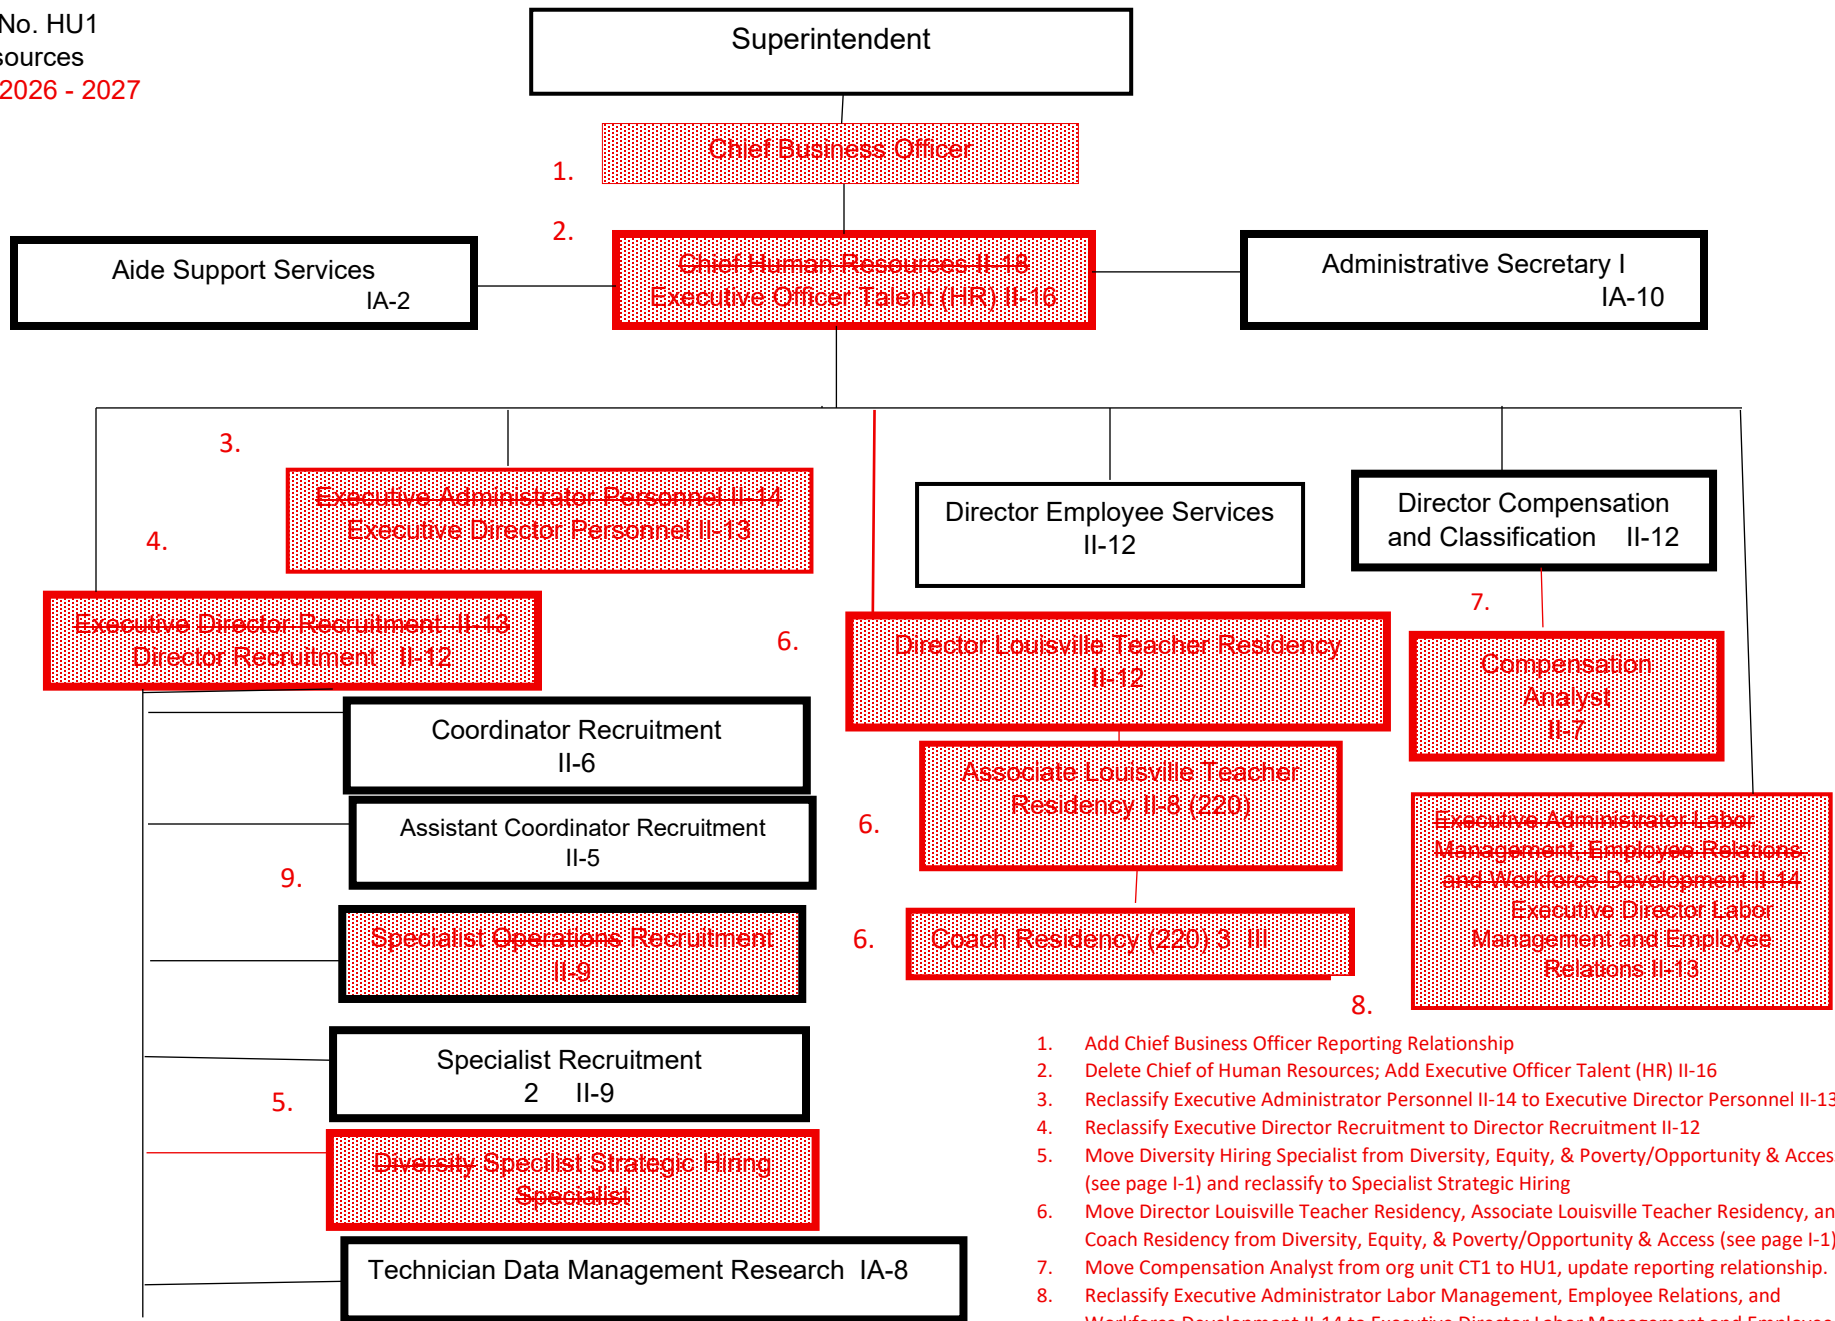 No. HU1
sources
2026 - 2027
Superintendent
Chief Business Officer
1.
2.
Aide Support Services
IA-2
Chief Human Resources II-18
Executive Officer Talent (HR) II-16
Administrative Secretary I
IA-10
3.
Executive Administrator Personnel II-14
Executive Director Personnel II-13
4.
Executive Director Recruitment II-13
Director Recruitment II-12
Director Employee Services
II-12
Director Compensation
and Classification II-12
7.
Compensation
Analyst
II-7
6.
Director Louisville Teacher Residency
II-12
Coordinator Recruitment
II-6
Associate Louisville Teacher
Residency II-8 (220)
6.
Assistant Coordinator Recruitment
II-5
9.
Executive Administrator Labor
Management, Employee Relations,
and Workforce Development II-14
Executive Director Labor
Management and Employee
Relations II-13
8.
Specialist Operations Recruitment
II-9
6.
Coach Residency (220) 3 III
Specialist Recruitment
2 II-9
5.
Diversity Specilist Strategic Hiring
Specialist
Technician Data Management Research IA-8
1. Add Chief Business Officer Reporting Relationship
2. Delete Chief of Human Resources; Add Executive Officer Talent (HR) II-16
3. Reclassify Executive Administrator Personnel II-14 to Executive Director Personnel II-13
4. Reclassify Executive Director Recruitment to Director Recruitment II-12
5. Move Diversity Hiring Specialist from Diversity, Equity, & Poverty/Opportunity & Acces
(see page I-1) and reclassify to Specialist Strategic Hiring
6. Move Director Louisville Teacher Residency, Associate Louisville Teacher Residency, an
Coach Residency from Diversity, Equity, & Poverty/Opportunity & Access (see page I-1)
7. Move Compensation Analyst from org unit CT1 to HU1, update reporting relationship.
8. Reclassify Executive Administrator Labor Management, Employee Relations, and
Workforce Development II-14 to Executive Director Labor Management and Employee